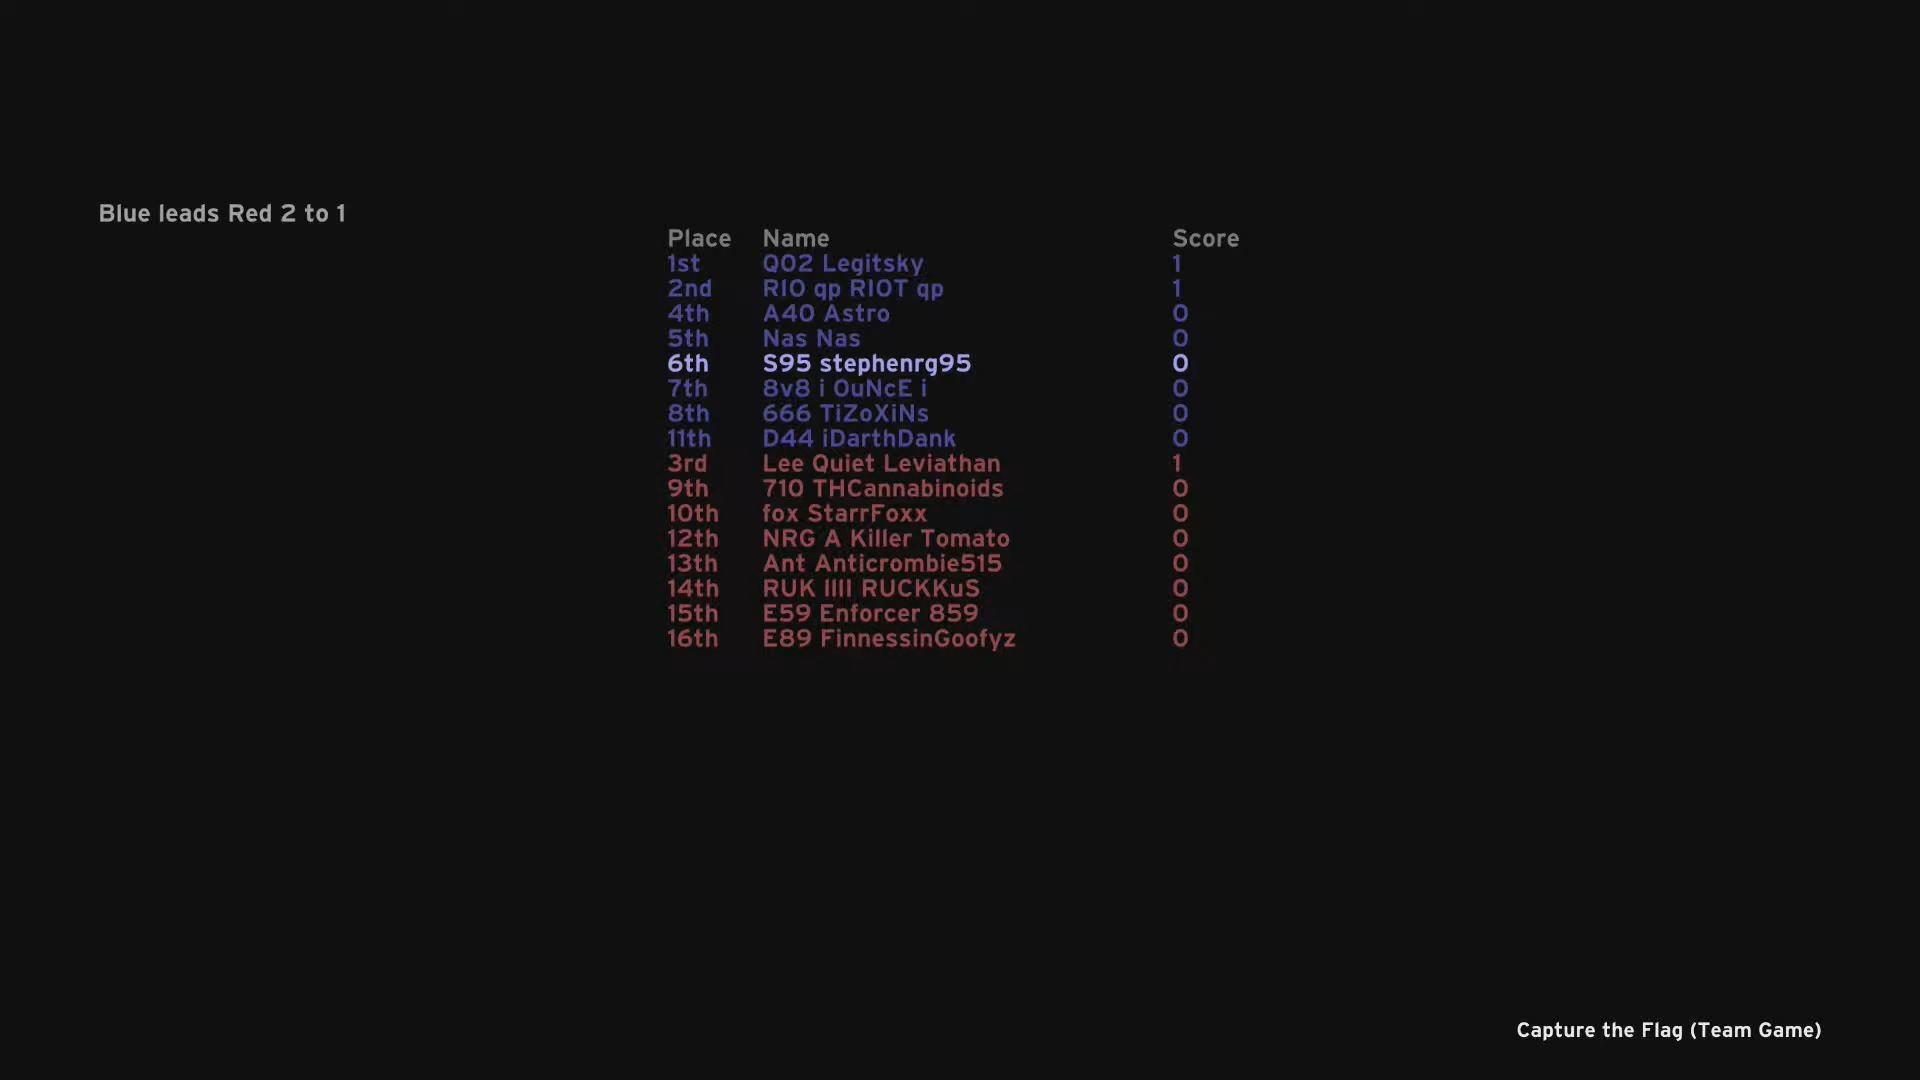 Blue leads Red 2 to 1
Place Name Score
1st Q02 Legitsky 1
2nd RIO qp RIOT qp 1
4th A40 Astro 0
5th Nas Nas 0
6th S95 stephenrg95 0
7th 8v8 i OuNcE i 0
8th 666 TiZoXiNs 0
11th D44 iDarthDank 0
3rd Lee Quiet Leviathan 1
9th 710 THCannabinoids 0
10th fox StarrFoxx 0
12th NRG A Killer Tomato 0
13th Ant Anticrombie515 0
14th RUK IIII RUCKKuS 0
15th E59 Enforcer 859 0
16th E89 FinnessinGoofyz 0
Capture the Flag (Team Game)